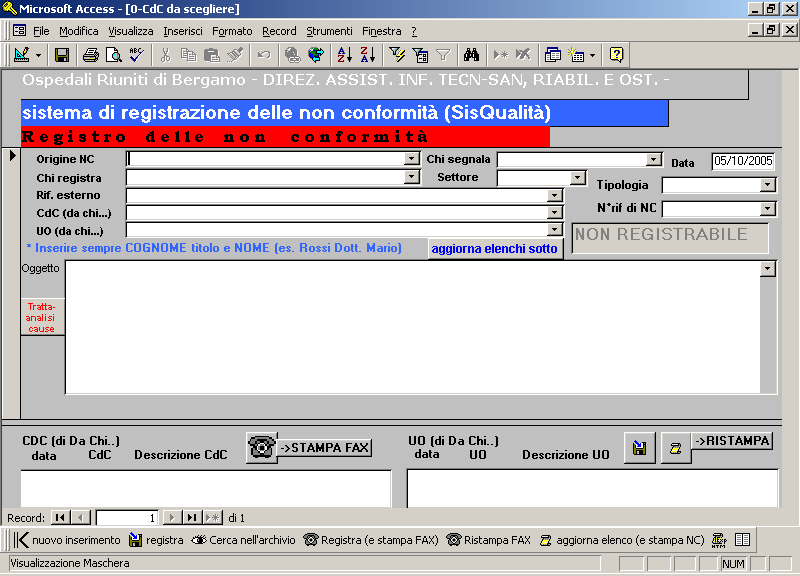 Microsoft Access - [0-CdC da scegliere]
File Modifica Visualizza Inserisci Formato Record Strumenti Finestra ?
Ospedali Riuniti di Bergamo - DIREZ. ASSIST. INF. TECN-SAN, RIABIL. E OST. -
sistema di registrazione delle non conformità (SisQualità)
Registro delle non conformità
Origine NC Chi segnala Data 05/10/2005
Chi registra Settore Tipologia
Rif. esterno
CdC (da chi...) N°rif di NC
UO (da chi...) NON REGISTRABILE
* Inserire sempre COGNOME titolo e NOME (es. Rossi Dott. Mario) aggiorna elenchi sotto
Oggetto
Tratta-
analisi
cause
CDC (di Da Chi..) ->STAMPA FAX UO (di Da Chi..) ->RISTAMPA
data CdC Descrizione CdC data UO Descrizione UO
Record: 1 di 1
nuovo inserimento registra Cerca nell'archivio Registra (e stampa FAX) Ristampa FAX aggiorna elenco (e stampa NC)
Visualizzazione Maschera NUM